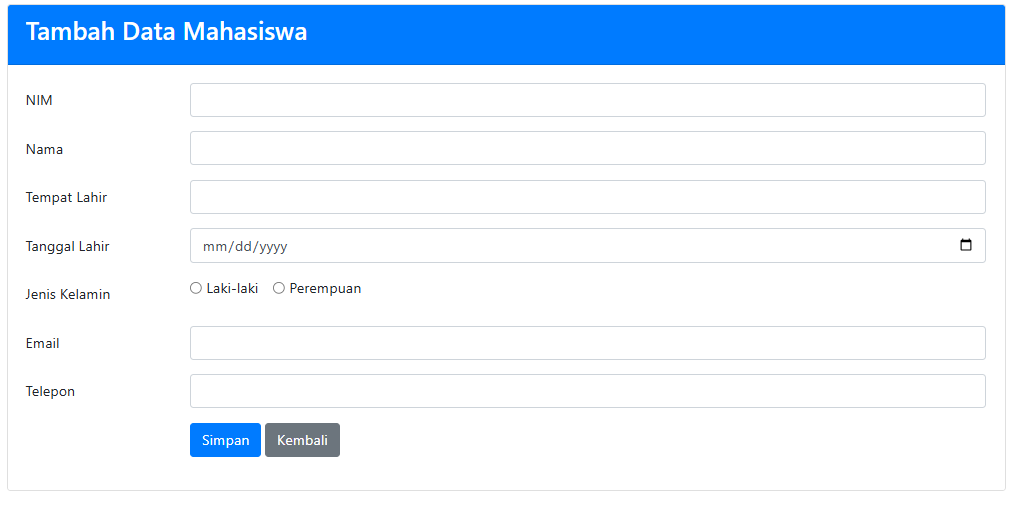 Tambah Data Mahasiswa
NIM
Nama
Tempat Lahir
Tanggal Lahir mm/dd/yyyy
Jenis Kelamin Laki-laki Perempuan
Email
Telepon
Simpan Kembali